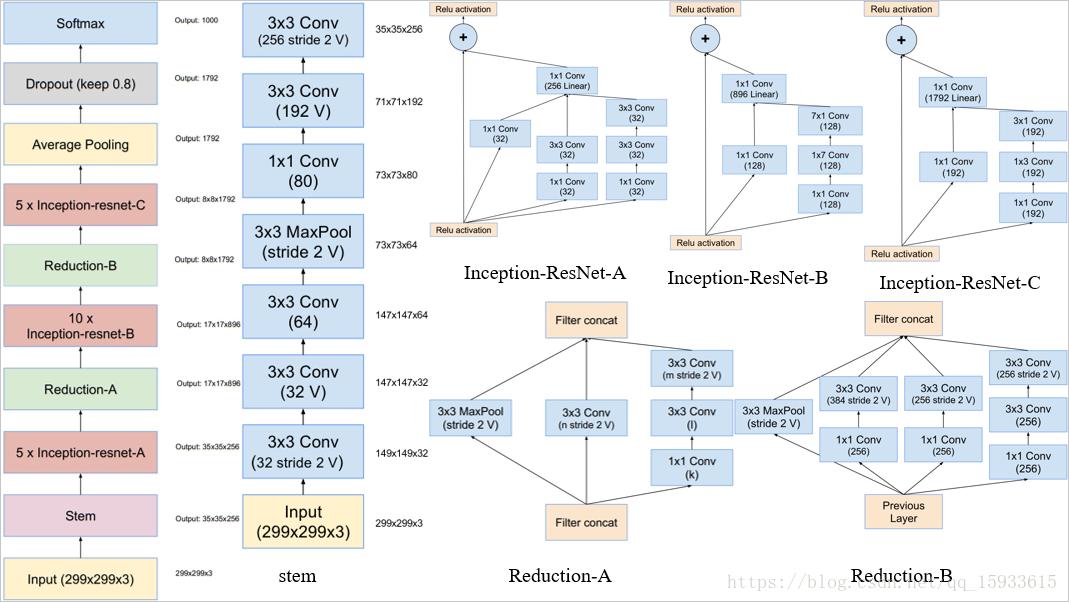 Softmax
Output: 1000
Dropout (keep 0.8)
Output: 1792
Average Pooling
Output: 1792
5 x Inception-resnet-C
Output: 8x8x1792
Reduction-B
Output: 8x8x1792
10 x
Inception-resnet-B
Output: 17x17x896
Reduction-A
Output: 17x17x896
5 x Inception-resnet-A
Output: 35x35x256
Stem
Output: 35x35x256
Input (299x299x3)
299x299x3
3x3 Conv
(256 stride 2 V)
35x35x256
3x3 Conv
(192 V)
71x71x192
1x1 Conv
(80)
73x73x80
3x3 MaxPool
(stride 2 V)
73x73x64
3x3 Conv
(64)
147x147x64
3x3 Conv
(32 V)
147x147x32
3x3 Conv
(32 stride 2 V)
149x149x32
Input
(299x299x3)
299x299x3
stem
Relu activation
+
1x1 Conv
(256 Linear)
1x1 Conv
(32)
3x3 Conv
(32)
1x1 Conv
(32)
3x3 Conv
(32)
3x3 Conv
(32)
1x1 Conv
(32)
Relu activation
Inception-ResNet-A
Relu activation
+
1x1 Conv
(896 Linear)
1x1 Conv
(128)
7x1 Conv
(128)
1x7 Conv
(128)
1x1 Conv
(128)
Relu activation
Inception-ResNet-B
Relu activation
+
1x1 Conv
(1792 Linear)
1x1 Conv
(192)
3x1 Conv
(192)
1x3 Conv
(192)
1x1 Conv
(192)
Relu activation
Inception-ResNet-C
Filter concat
3x3 MaxPool
(stride 2 V)
3x3 Conv
(n stride 2 V)
3x3 Conv
(m stride 2 V)
3x3 Conv
(l)
1x1 Conv
(k)
Filter concat
Reduction-A
Filter concat
3x3 MaxPool
(stride 2 V)
3x3 Conv
(384 stride 2 V)
1x1 Conv
(256)
3x3 Conv
(256 stride 2 V)
1x1 Conv
(256)
3x3 Conv
(256 stride 2 V)
3x3 Conv
(256)
1x1 Conv
(256)
Previous
Layer
Reduction-B
https://blog.csdn.net/qq_15933615